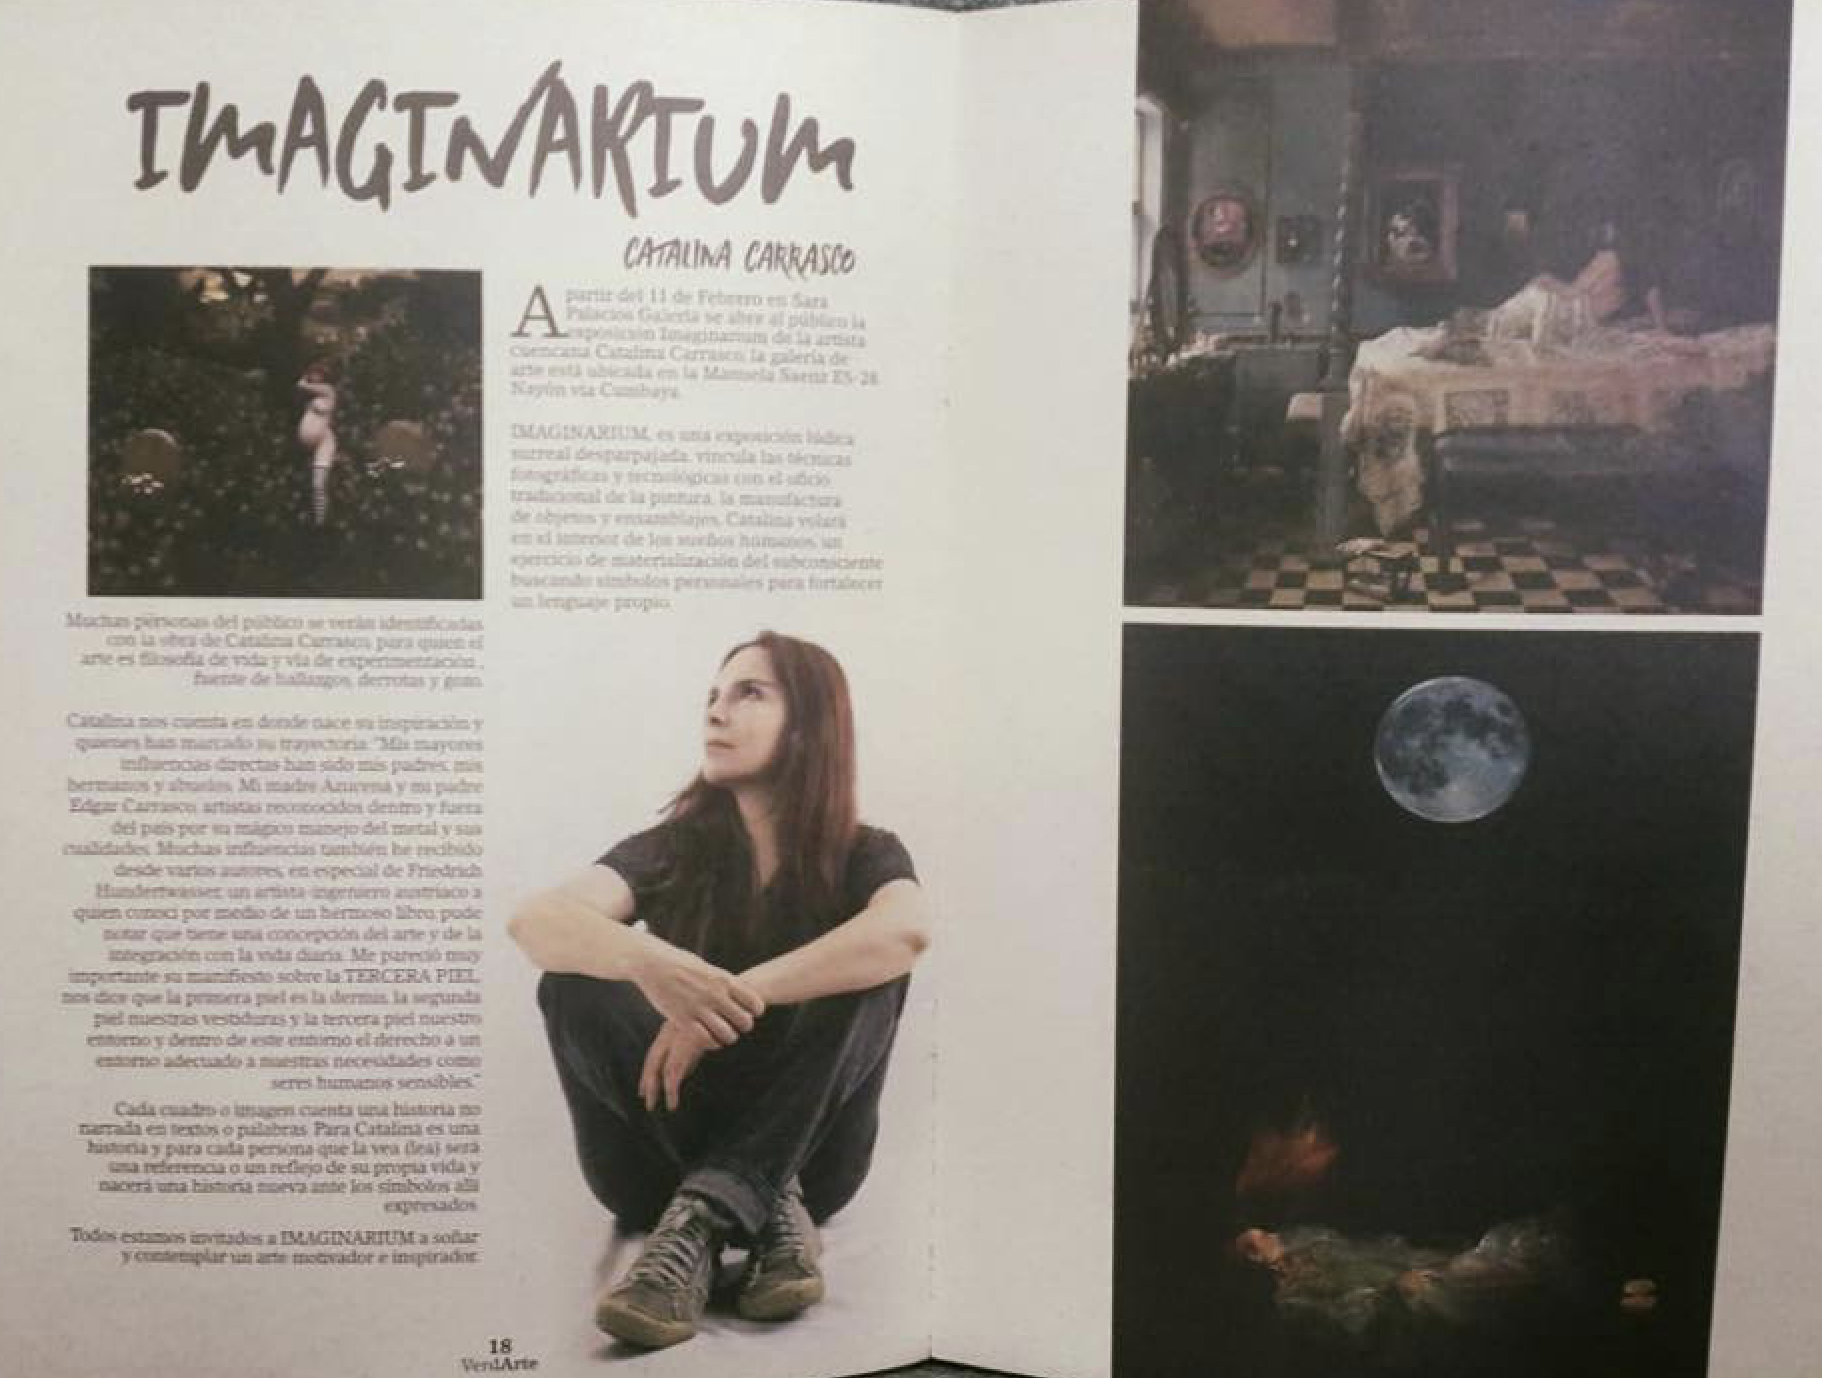 IMAGINARIUM
CATALINA CARRASCO
A partir del 11 de Febrero en Sara
Palacios Galería se abre al público la
exposición Imaginarium de la artista
cuencana Catalina Carrasco, la galería de
arte está ubicada en la Manuela Saenz E5-28
Nayón vía Cumbaya.
IMAGINARIUM, es una exposición lúdica
surreal desparpajada, vincula las técnicas
fotográficas y tecnológicas con el oficio
tradicional de la pintura, la manufactura
de objetos y ensamblajes. Catalina volará
en el interior de los sueños humanos, un
ejercicio de materialización del subconsciente
buscando símbolos personales para fortalecer
un lenguaje propio.
Muchas personas del público se verán identificadas
con la obra de Catalina Carrasco, para quien el
arte es filosofía de vida y vía de experimentación ,
fuente de hallazgos, derrotas y gozo.
Catalina nos cuenta en donde nace su inspiración y
quienes han marcado su trayectoria. "Mis mayores
influencias directas han sido mis padres, mis
hermanos y abuelos. Mi madre Azucena y mi padre
Edgar Carrasco, artistas reconocidos dentro y fuera
del país por su mágico manejo del metal y sus
cualidades. Muchas influencias también he recibido
desde varios autores, en especial de Friedrich
Hundertwasser, un artista-ingeniero austriaco a
quien conocí por medio de un hermoso libro, pude
notar que tiene una concepción del arte y de la
integración con la vida diaria. Me pareció muy
importante su manifiesto sobre la TERCERA PIEL,
nos dice que la primera piel es la dermis, la segunda
piel nuestras vestiduras y la tercera piel nuestro
entorno y dentro de este entorno el derecho a un
entorno adecuado a nuestras necesidades como
seres humanos sensibles."
Cada cuadro o imagen cuenta una historia no
narrada en textos o palabras. Para Catalina es una
historia y para cada persona que la vea (lea) será
una referencia o un reflejo de su propia vida y
nacerá una historia nueva ante los símbolos allí
expresados.
Todos estamos invitados a IMAGINARIUM a soñar
y contemplar un arte motivador e inspirador.
18
VerdArte